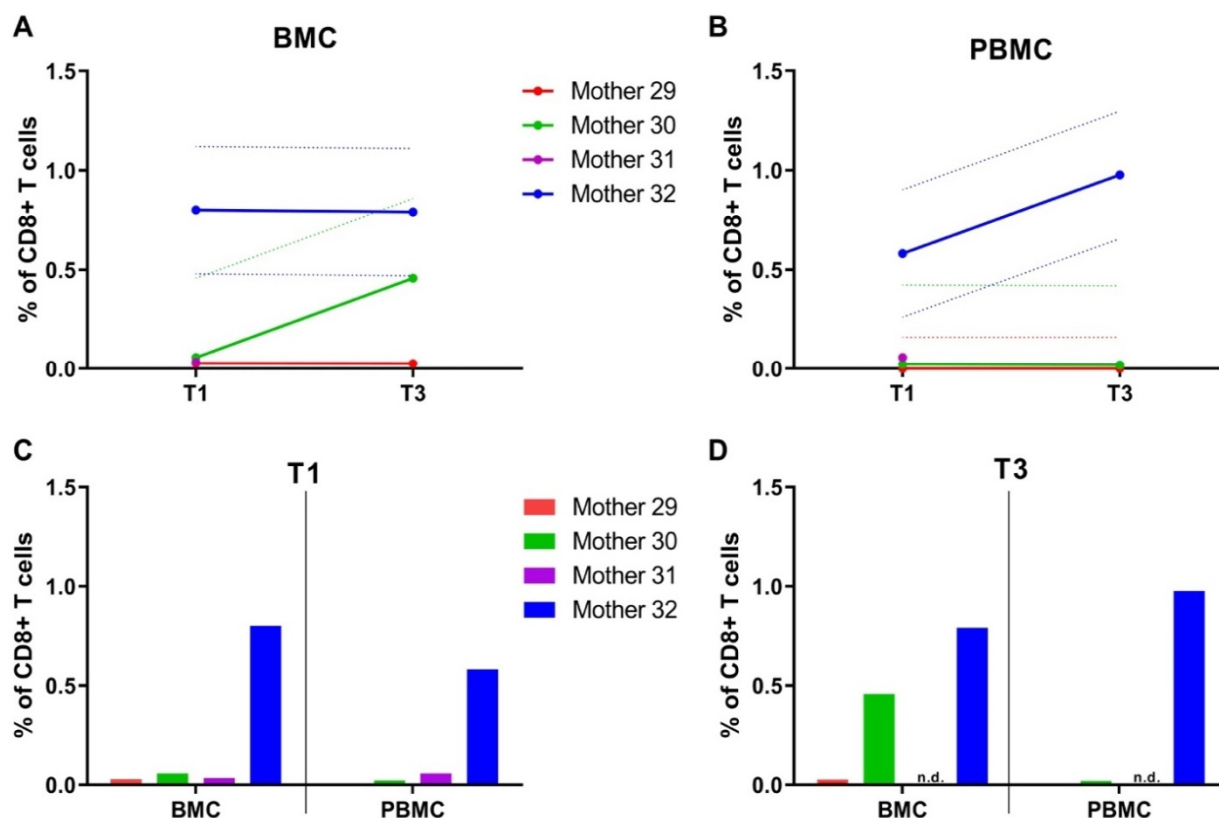 A
BMC
% of CD8+ T cells
1.5
1.0
0.5
0.0
T1
T3
Mother 29
Mother 30
Mother 31
Mother 32
B
PBMC
% of CD8+ T cells
1.5
1.0
0.5
0.0
T1
T3
C
T1
% of CD8+ T cells
1.5
1.0
0.5
0.0
BMC
PBMC
Mother 29
Mother 30
Mother 31
Mother 32
D
T3
% of CD8+ T cells
1.5
1.0
0.5
0.0
n.d.
n.d.
BMC
PBMC